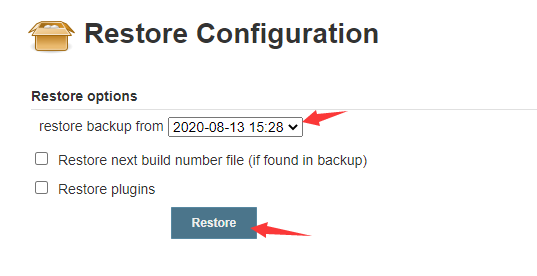 Restore Configuration
Restore options
restore backup from 2020-08-13 15:28
Restore next build number file (if found in backup)
Restore plugins
Restore